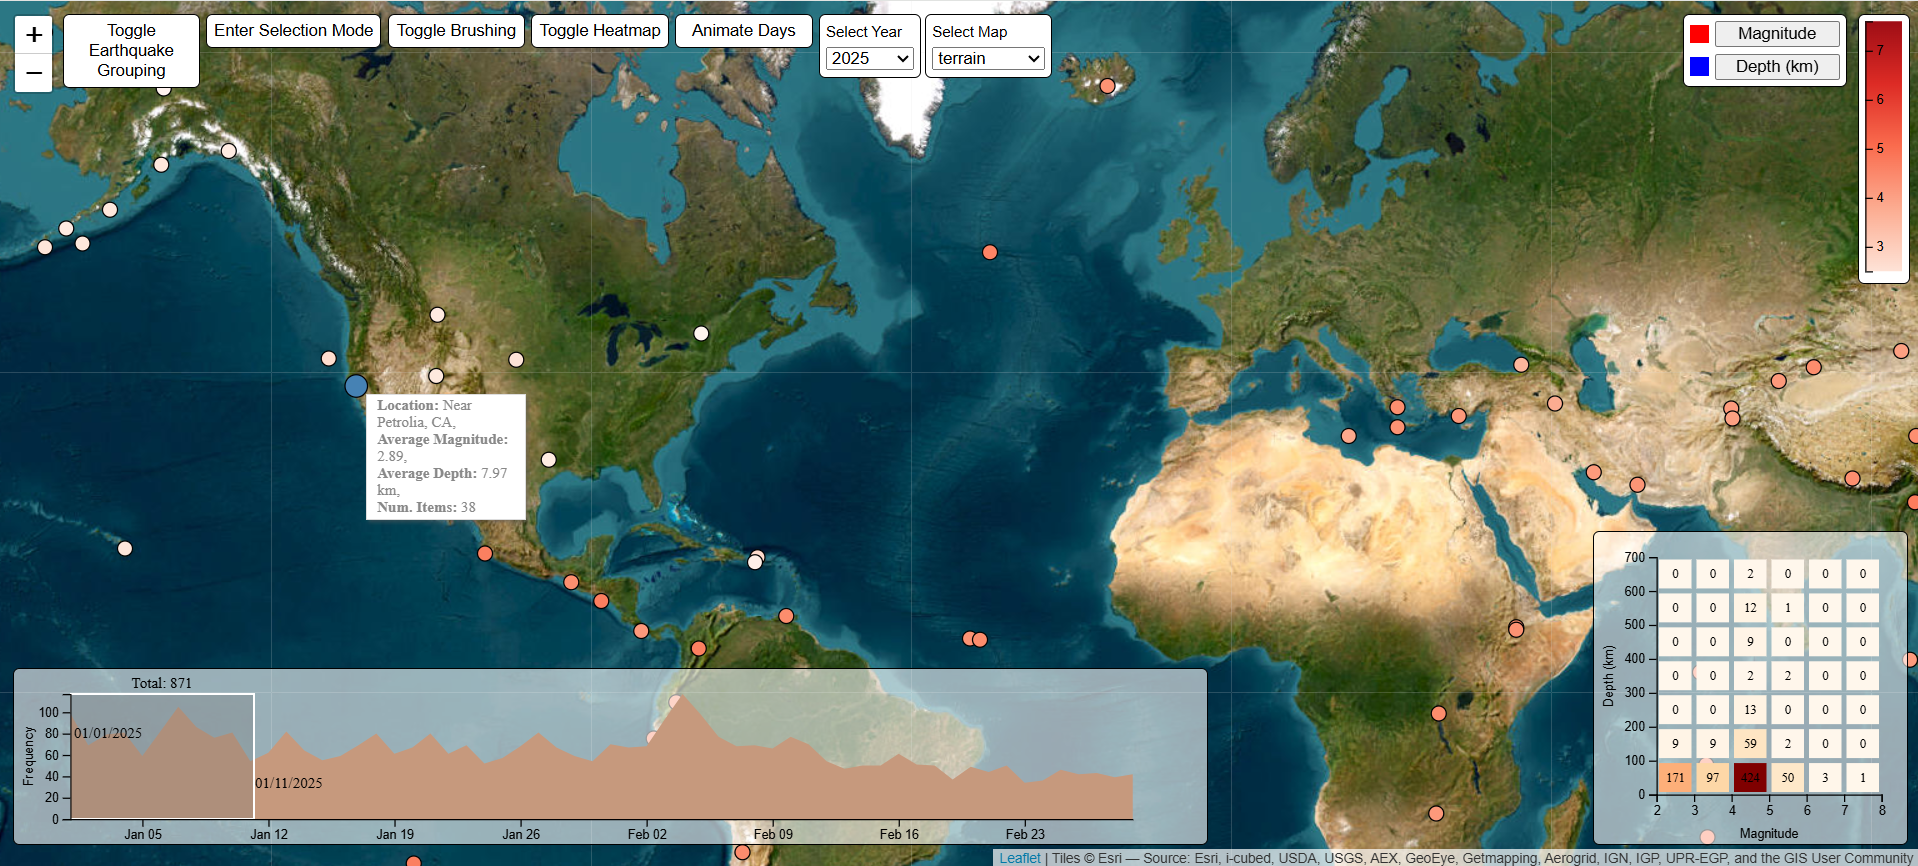 +
−
Toggle
Earthquake
Grouping
Enter Selection Mode
Toggle Brushing
Toggle Heatmap
Animate Days
Select Year
2025
Select Map
terrain
Magnitude
Depth (km)
7
6
5
4
3
Location: Near
Petrolia, CA,
Average Magnitude:
2.89,
Average Depth: 7.97
km,
Num. Items: 38
Total: 871
Frequency
100
80
60
40
20
0
01/01/2025
01/11/2025
Jan 05
Jan 12
Jan 19
Jan 26
Feb 02
Feb 09
Feb 16
Feb 23
Depth (km)
700
600
500
400
300
200
100
0
0 0 2 0 0 0
0 0 12 1 0 0
0 0 9 0 0 0
0 0 2 2 0 0
0 0 13 0 0 0
9 9 59 2 0 0
171 97 424 50 3 1
2 3 4 5 6 7 8
Magnitude
Leaflet | Tiles © Esri — Source: Esri, i-cubed, USDA, USGS, AEX, GeoEye, Getmapping, Aerogrid, IGN, IGP, UPR-EGP, and the GIS User Community